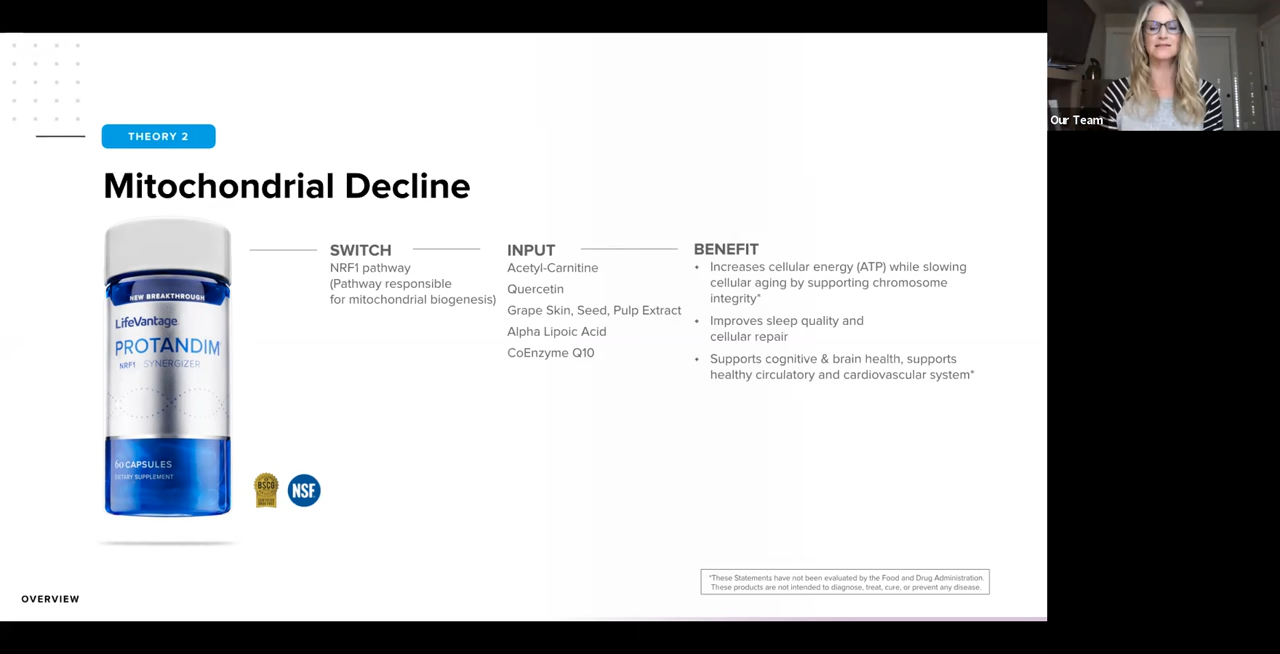 Our Team
THEORY 2
Mitochondrial Decline
SWITCH
NRF1 pathway
(Pathway responsible
for mitochondrial biogenesis)
INPUT
Acetyl-Carnitine
Quercetin
Grape Skin, Seed, Pulp Extract
Alpha Lipoic Acid
CoEnzyme Q10
BENEFIT
• Increases cellular energy (ATP) while slowing
cellular aging by supporting chromosome
integrity*
• Improves sleep quality and
cellular repair
• Supports cognitive & brain health, supports
healthy circulatory and cardiovascular system*
NEW BREAKTHROUGH
LifeVantage
PROTANDIM
NRF1 SYNERGIZER
60 CAPSULES
DIETARY SUPPLEMENT
BSCG
NSF
*These Statements have not been evaluated by the Food and Drug Administration.
These products are not intended to diagnose, treat, cure, or prevent any disease.
OVERVIEW